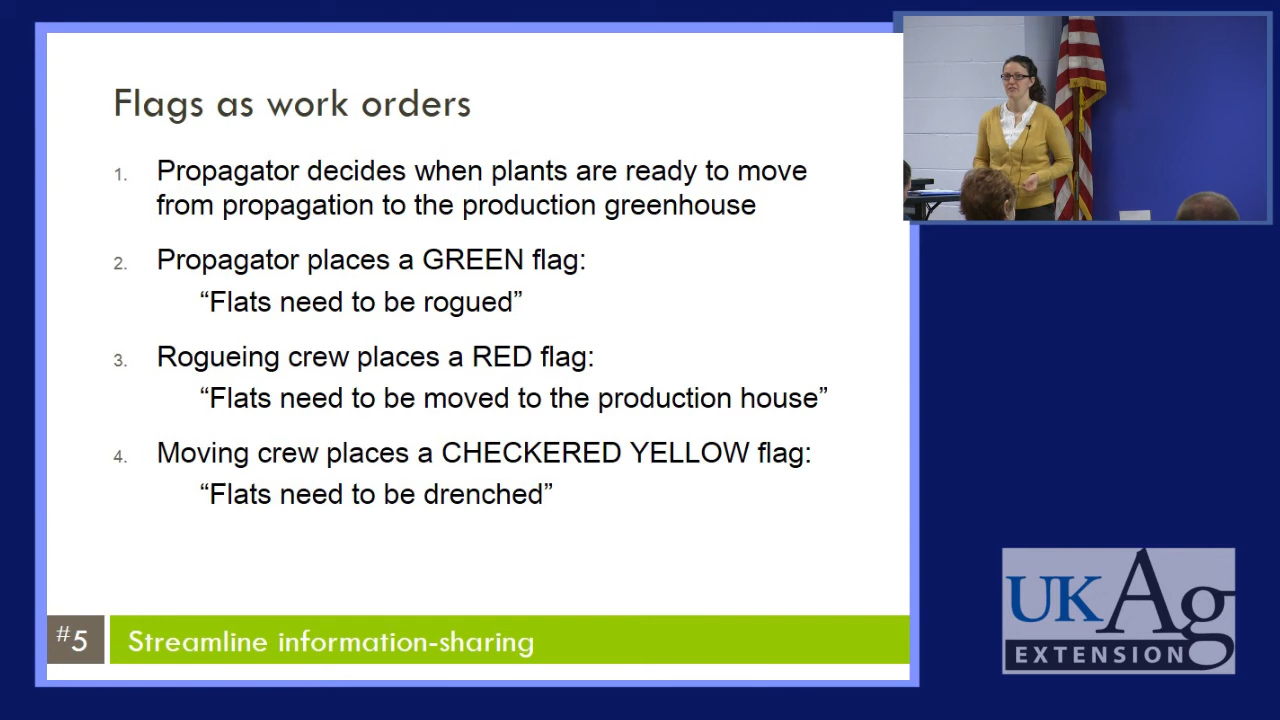 Flags as work orders
1. Propagator decides when plants are ready to move
from propagation to the production greenhouse
2. Propagator places a GREEN flag:
“Flats need to be rogued”
3. Rogueing crew places a RED flag:
“Flats need to be moved to the production house”
4. Moving crew places a CHECKERED YELLOW flag:
“Flats need to be drenched”
#5 Streamline information-sharing
UKAg
EXTENSION